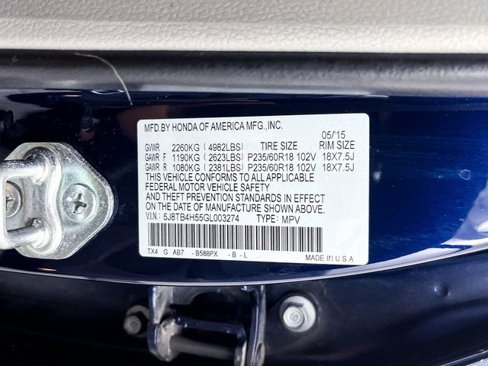 MFD.BY HONDA OF AMERICA MFG.,INC. 05/15
GVWR 2260KG ( 4982LBS) TIRE SIZE RIM SIZE
GAWR F 1190KG ( 2623LBS) P235/60R18 102V 18X7.5J
GAWR R 1080KG ( 2381LBS) P235/60R18 102V 18X7.5J
THIS VEHICLE CONFORMS TO ALL APPLICABLE
FEDERAL MOTOR VEHICLE SAFETY
AND THEFT PREVENTION STANDARDS IN EFFECT
ON THE DATE OF MANUFACTURE SHOWN ABOVE.
V.I.N.: 5J8TB4H55GL003274 TYPE: MPV
TX4 G AB7 -B588PX -B-L
MADE IN U.S.A